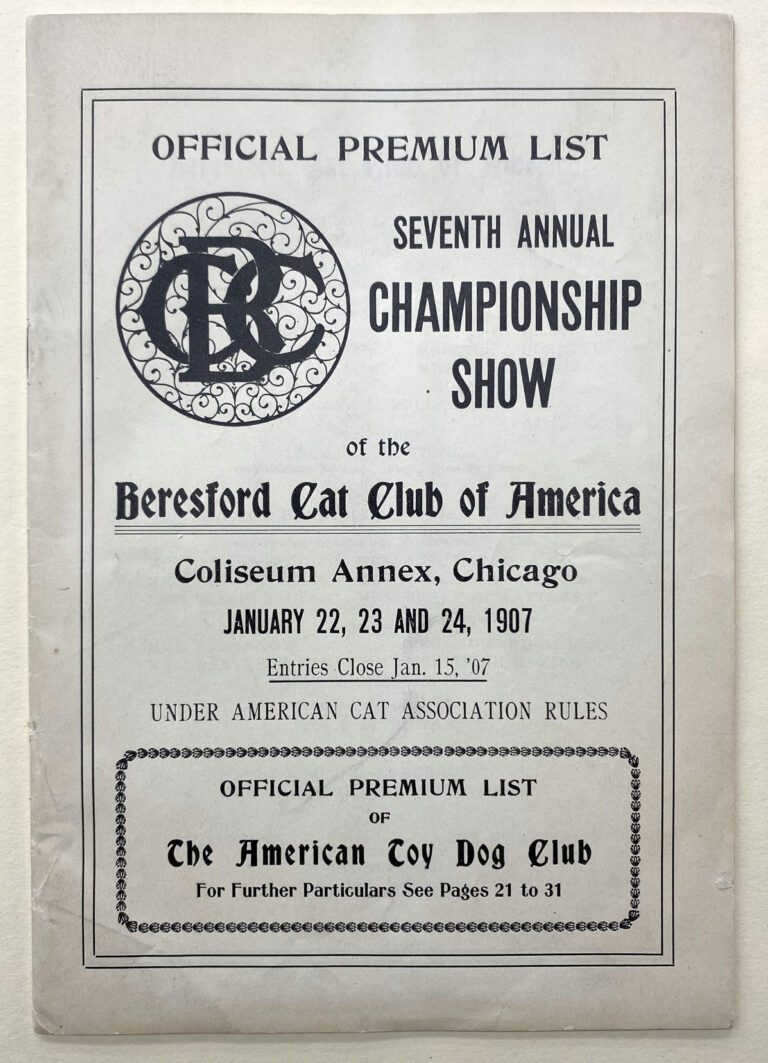 OFFICIAL PREMIUM LIST
CBCC
SEVENTH ANNUAL
CHAMPIONSHIP
SHOW
of the
Beresford Cat Club of America
Coliseum Annex, Chicago
JANUARY 22, 23 AND 24, 1907
Entries Close Jan. 15, '07
UNDER AMERICAN CAT ASSOCIATION RULES
OFFICIAL PREMIUM LIST
OF
The American Toy Dog Club
For Further Particulars See Pages 21 to 31